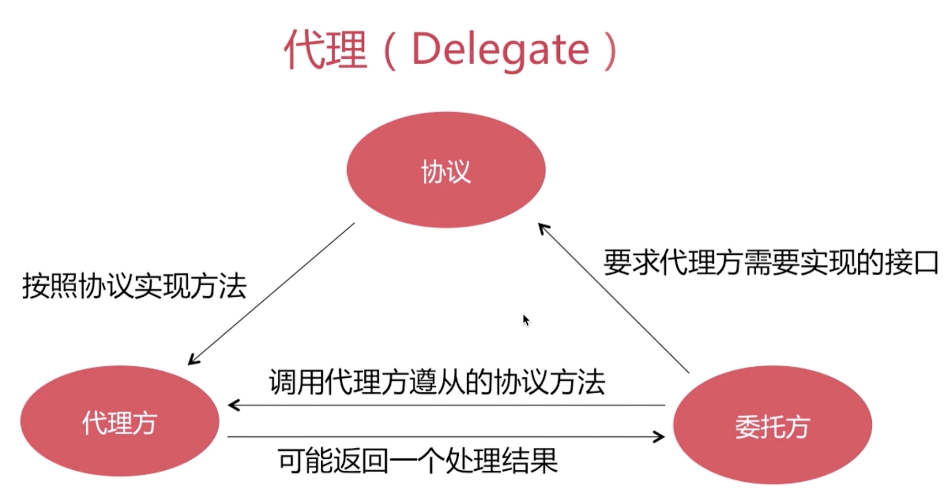 代理（Delegate）
协议
要求代理方需要实现的接口
按照协议实现方法
调用代理方遵从的协议方法
代理方
委托方
可能返回一个处理结果